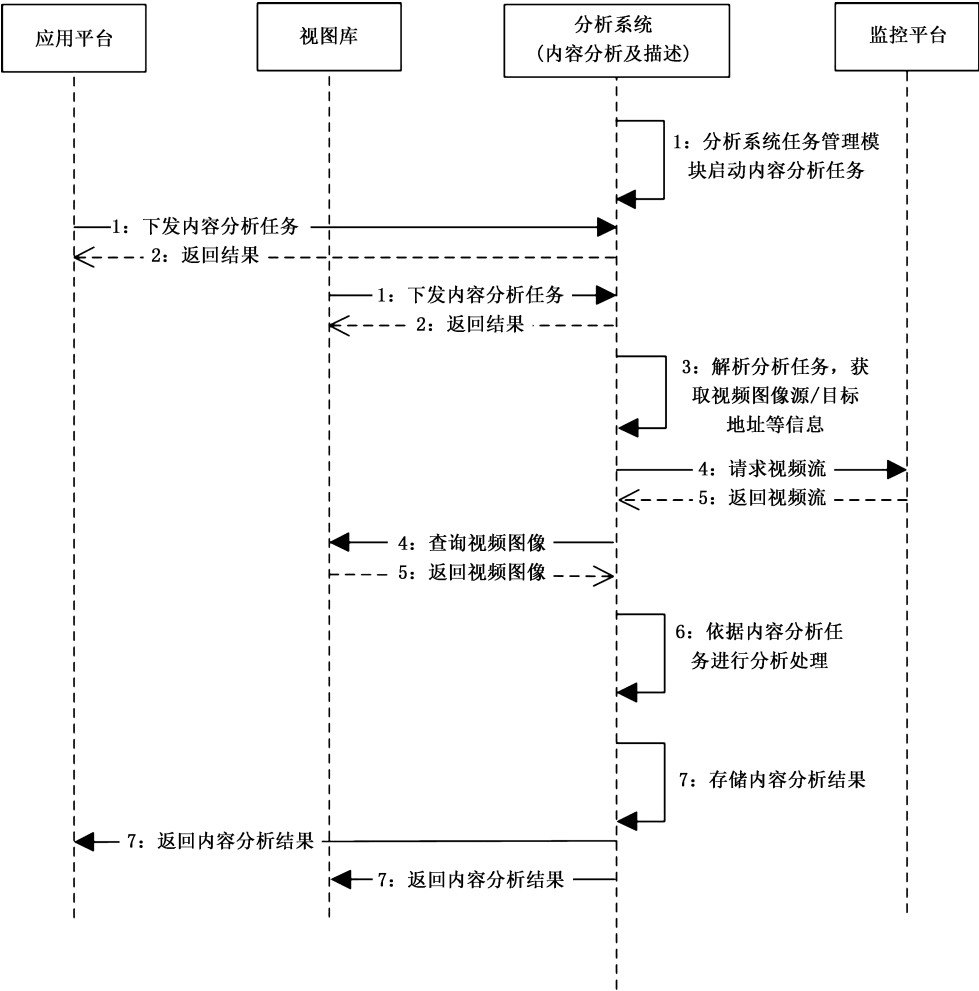 应用平台
视图库
分析系统
(内容分析及描述)
监控平台
1: 分析系统任务管理模
块启动内容分析任务
1: 下发内容分析任务
2: 返回结果
1: 下发内容分析任务
2: 返回结果
3: 解析分析任务,获
取视频图像源/目标
地址等信息
4: 请求视频流
5: 返回视频流
4: 查询视频图像
5: 返回视频图像
6: 依据内容分析任
务进行分析处理
7: 存储内容分析结果
7: 返回内容分析结果
7: 返回内容分析结果